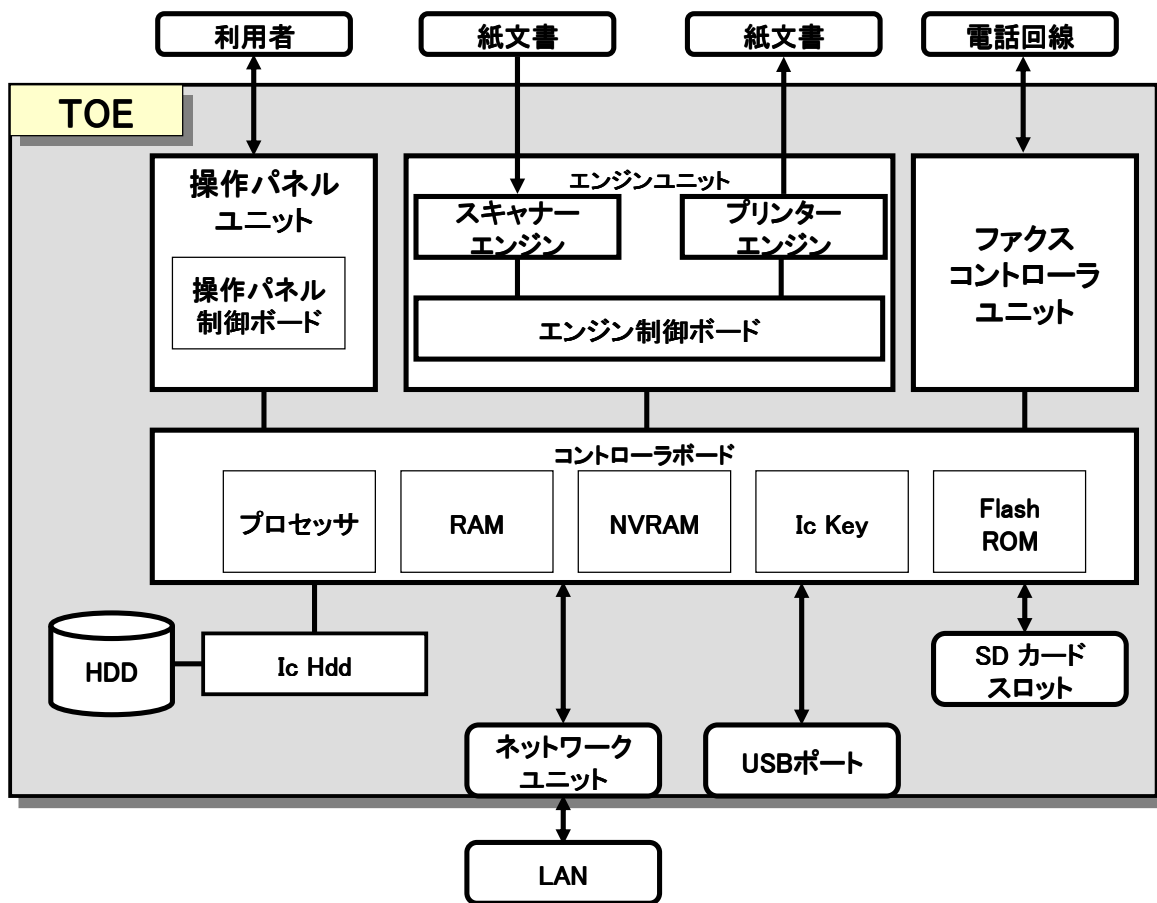 利用者
紙文書
紙文書
電話回線
TOE
操作パネル
ユニット
操作パネル
制御ボード
エンジンユニット
スキャナー
エンジン
プリンター
エンジン
エンジン制御ボード
ファクス
コントローラ
ユニット
コントローラボード
プロセッサ
RAM
NVRAM
Ic Key
Flash
ROM
HDD
Ic Hdd
SD カード
スロット
ネットワーク
ユニット
USBポート
LAN